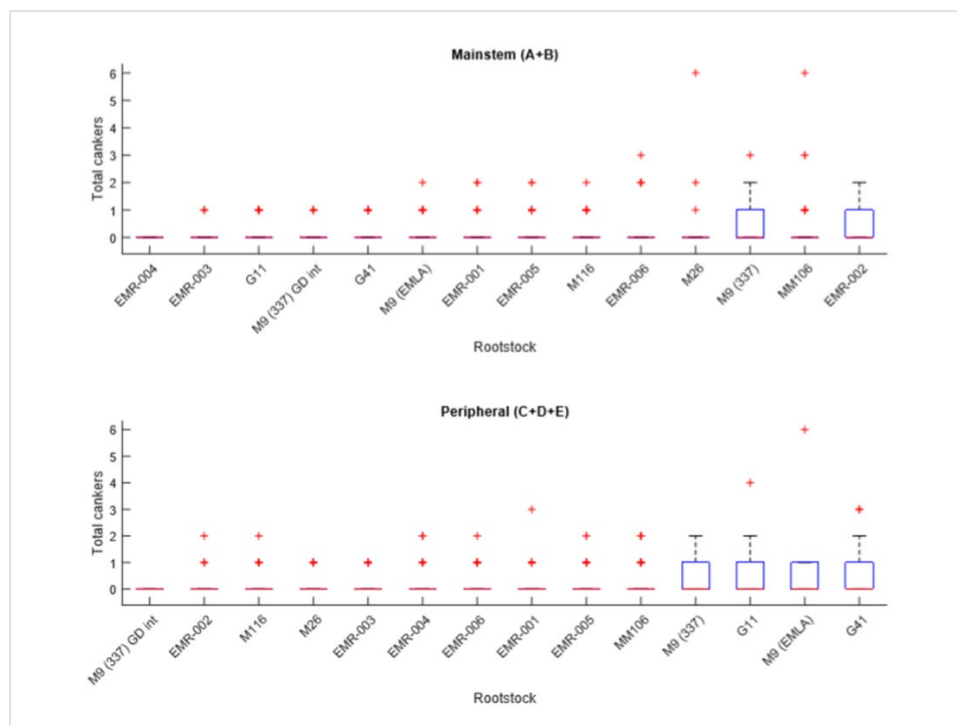 Mainstem (A+B)
Total cankers
6
5
4
3
2
1
0
EMR-004
EMR-003
G11
M9 (337) GD int
G41
M9 (EMLA)
EMR-001
EMR-005
M116
EMR-006
M26
M9 (337)
MM106
EMR-002
Rootstock
Peripheral (C+D+E)
Total cankers
6
5
4
3
2
1
0
M9 (337) GD int
EMR-002
M116
M26
EMR-003
EMR-004
EMR-006
EMR-001
EMR-005
MM106
M9 (337)
G11
M9 (EMLA)
G41
Rootstock